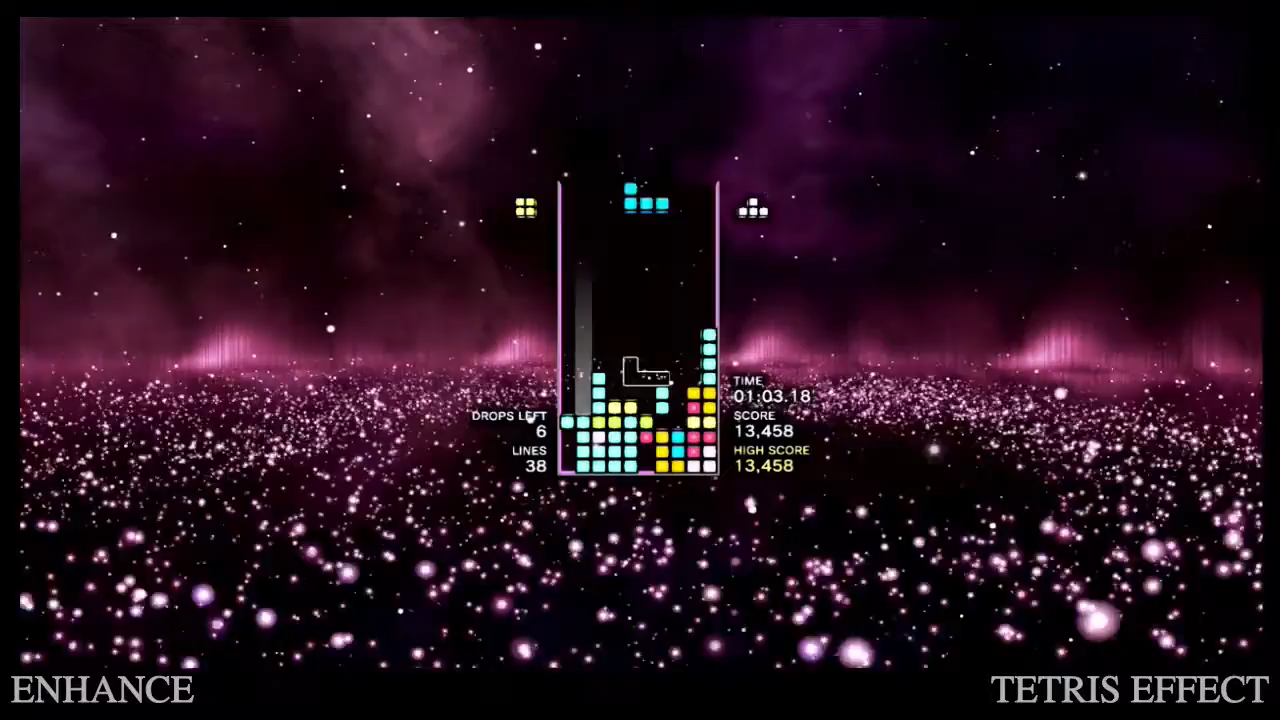 DROPS LEFT
6
LINES
38
TIME
01:03.18
SCORE
13,458
HIGH SCORE
13,458
ENHANCE
TETRIS EFFECT